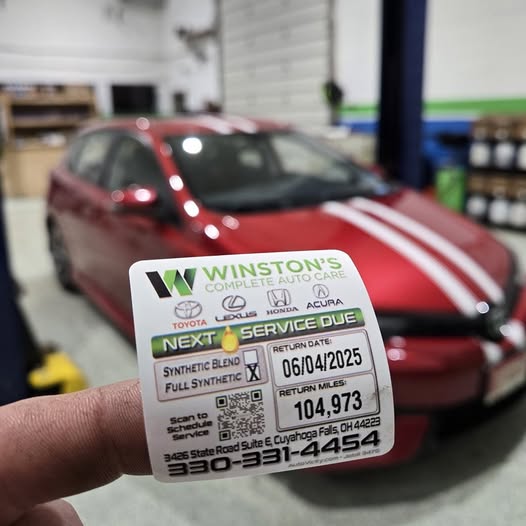 WINSTON'S
COMPLETE AUTO CARE
TOYOTA LEXUS HONDA ACURA
NEXT SERVICE DUE
SYNTHETIC BLEND
FULL SYNTHETIC X
RETURN DATE:
06/04/2025
RETURN MILES:
104,973
Scan to
Schedule
Service
3426 State Road Suite E, Cuyahoga Falls, OH 44223
330-331-4454